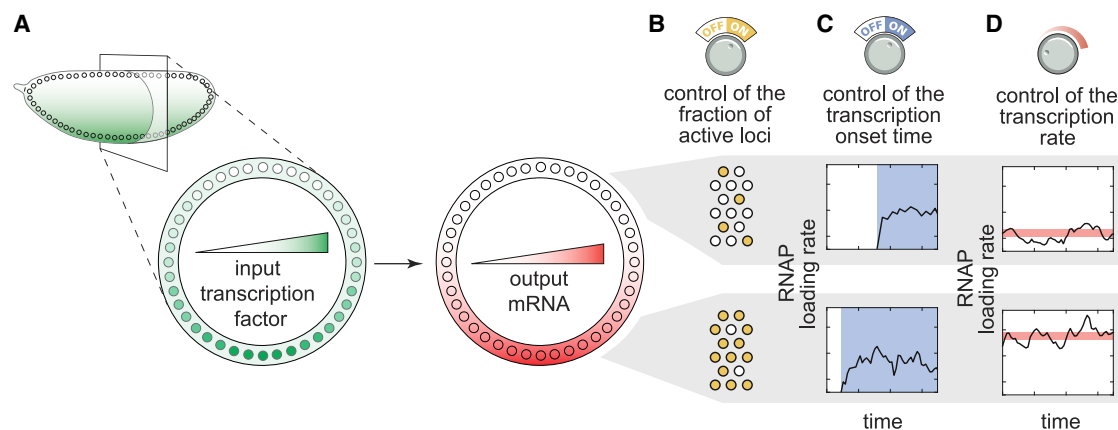 A
input
transcription
factor
output
mRNA
B
OFF ON
control of the
fraction of
active loci
C
OFF ON
control of the
transcription
onset time
D
control of the
transcription
rate
RNAP
loading rate
time
RNAP
loading rate
time